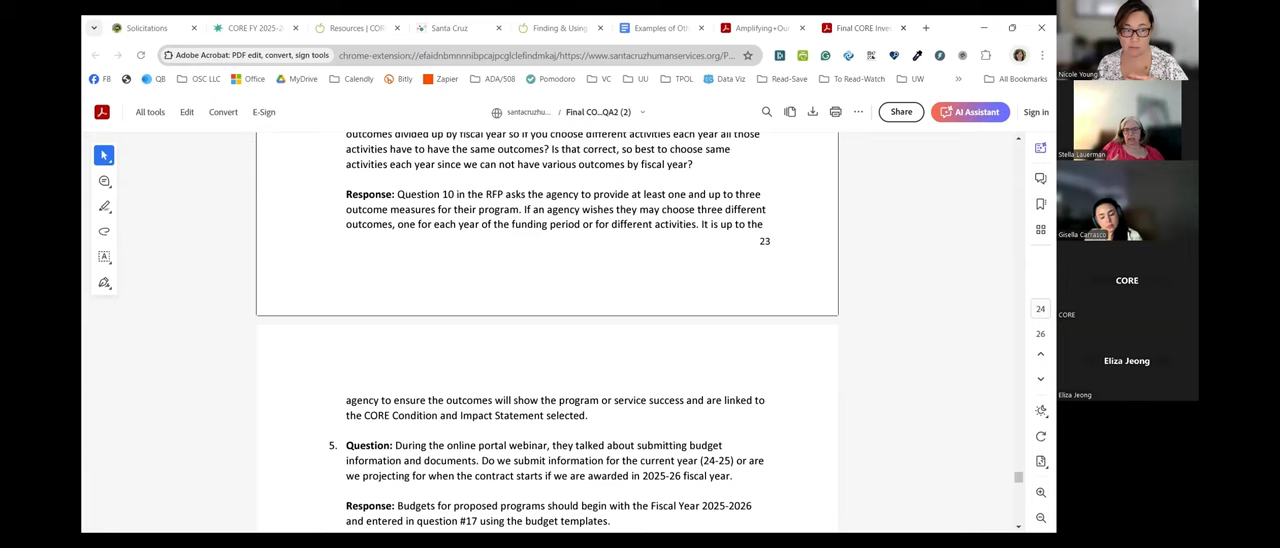 Solicitations
CORE FY 2025-2
Resources | COR
Santa Cruz
Finding & Using
Examples of Oth
Amplifying+Our
Final CORE Inves
Adobe Acrobat: PDF edit, convert, sign tools
chrome-extension://efaidnbmnnnibpcajpcglclefindmkaj/https://www.santacruzhumanservices.org/P...
FB
QB
OSC LLC
Office
MyDrive
Calendly
Bitly
Zapier
ADA/508
Pomodoro
VC
UU
TPOL
Data Viz
Read-Save
To Read-Watch
UW
All Bookmarks
All tools
Edit
Convert
E-Sign
santacruzhu... / Final CO...QA2 (2)
Share
AI Assistant
Sign in
outcomes divided up by fiscal year so if you choose different activities each year all those
activities have to have the same outcomes? Is that correct, so best to choose same
activities each year since we can not have various outcomes by fiscal year?
Response: Question 10 in the RFP asks the agency to provide at least one and up to three
outcome measures for their program. If an agency wishes they may choose three different
outcomes, one for each year of the funding period or for different activities. It is up to the
23
agency to ensure the outcomes will show the program or service success and are linked to
the CORE Condition and Impact Statement selected.
5. Question: During the online portal webinar, they talked about submitting budget
information and documents. Do we submit information for the current year (24-25) or are
we projecting for when the contract starts if we are awarded in 2025-26 fiscal year.
Response: Budgets for proposed programs should begin with the Fiscal Year 2025-2026
and entered in question #17 using the budget templates.
24
26
Nicole Young
Stella Lauerman
Gisella Carrasco
CORE
CORE
Eliza Jeong
Eliza Jeong